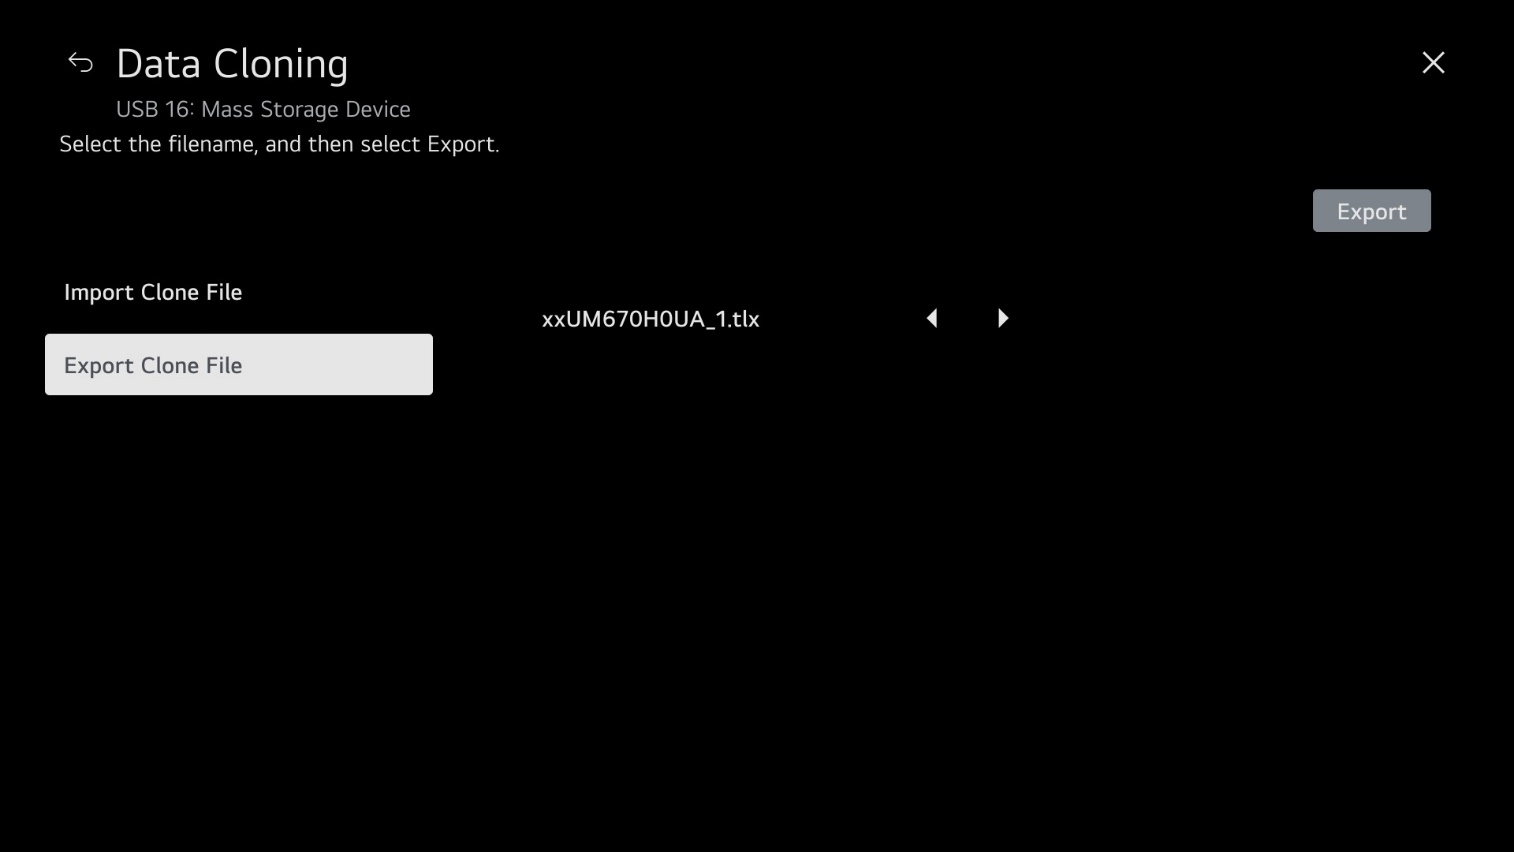 Data Cloning
USB 16: Mass Storage Device
Select the filename, and then select Export.
Export
Import Clone File
xxUM670H0UA_1.tlx
Export Clone File